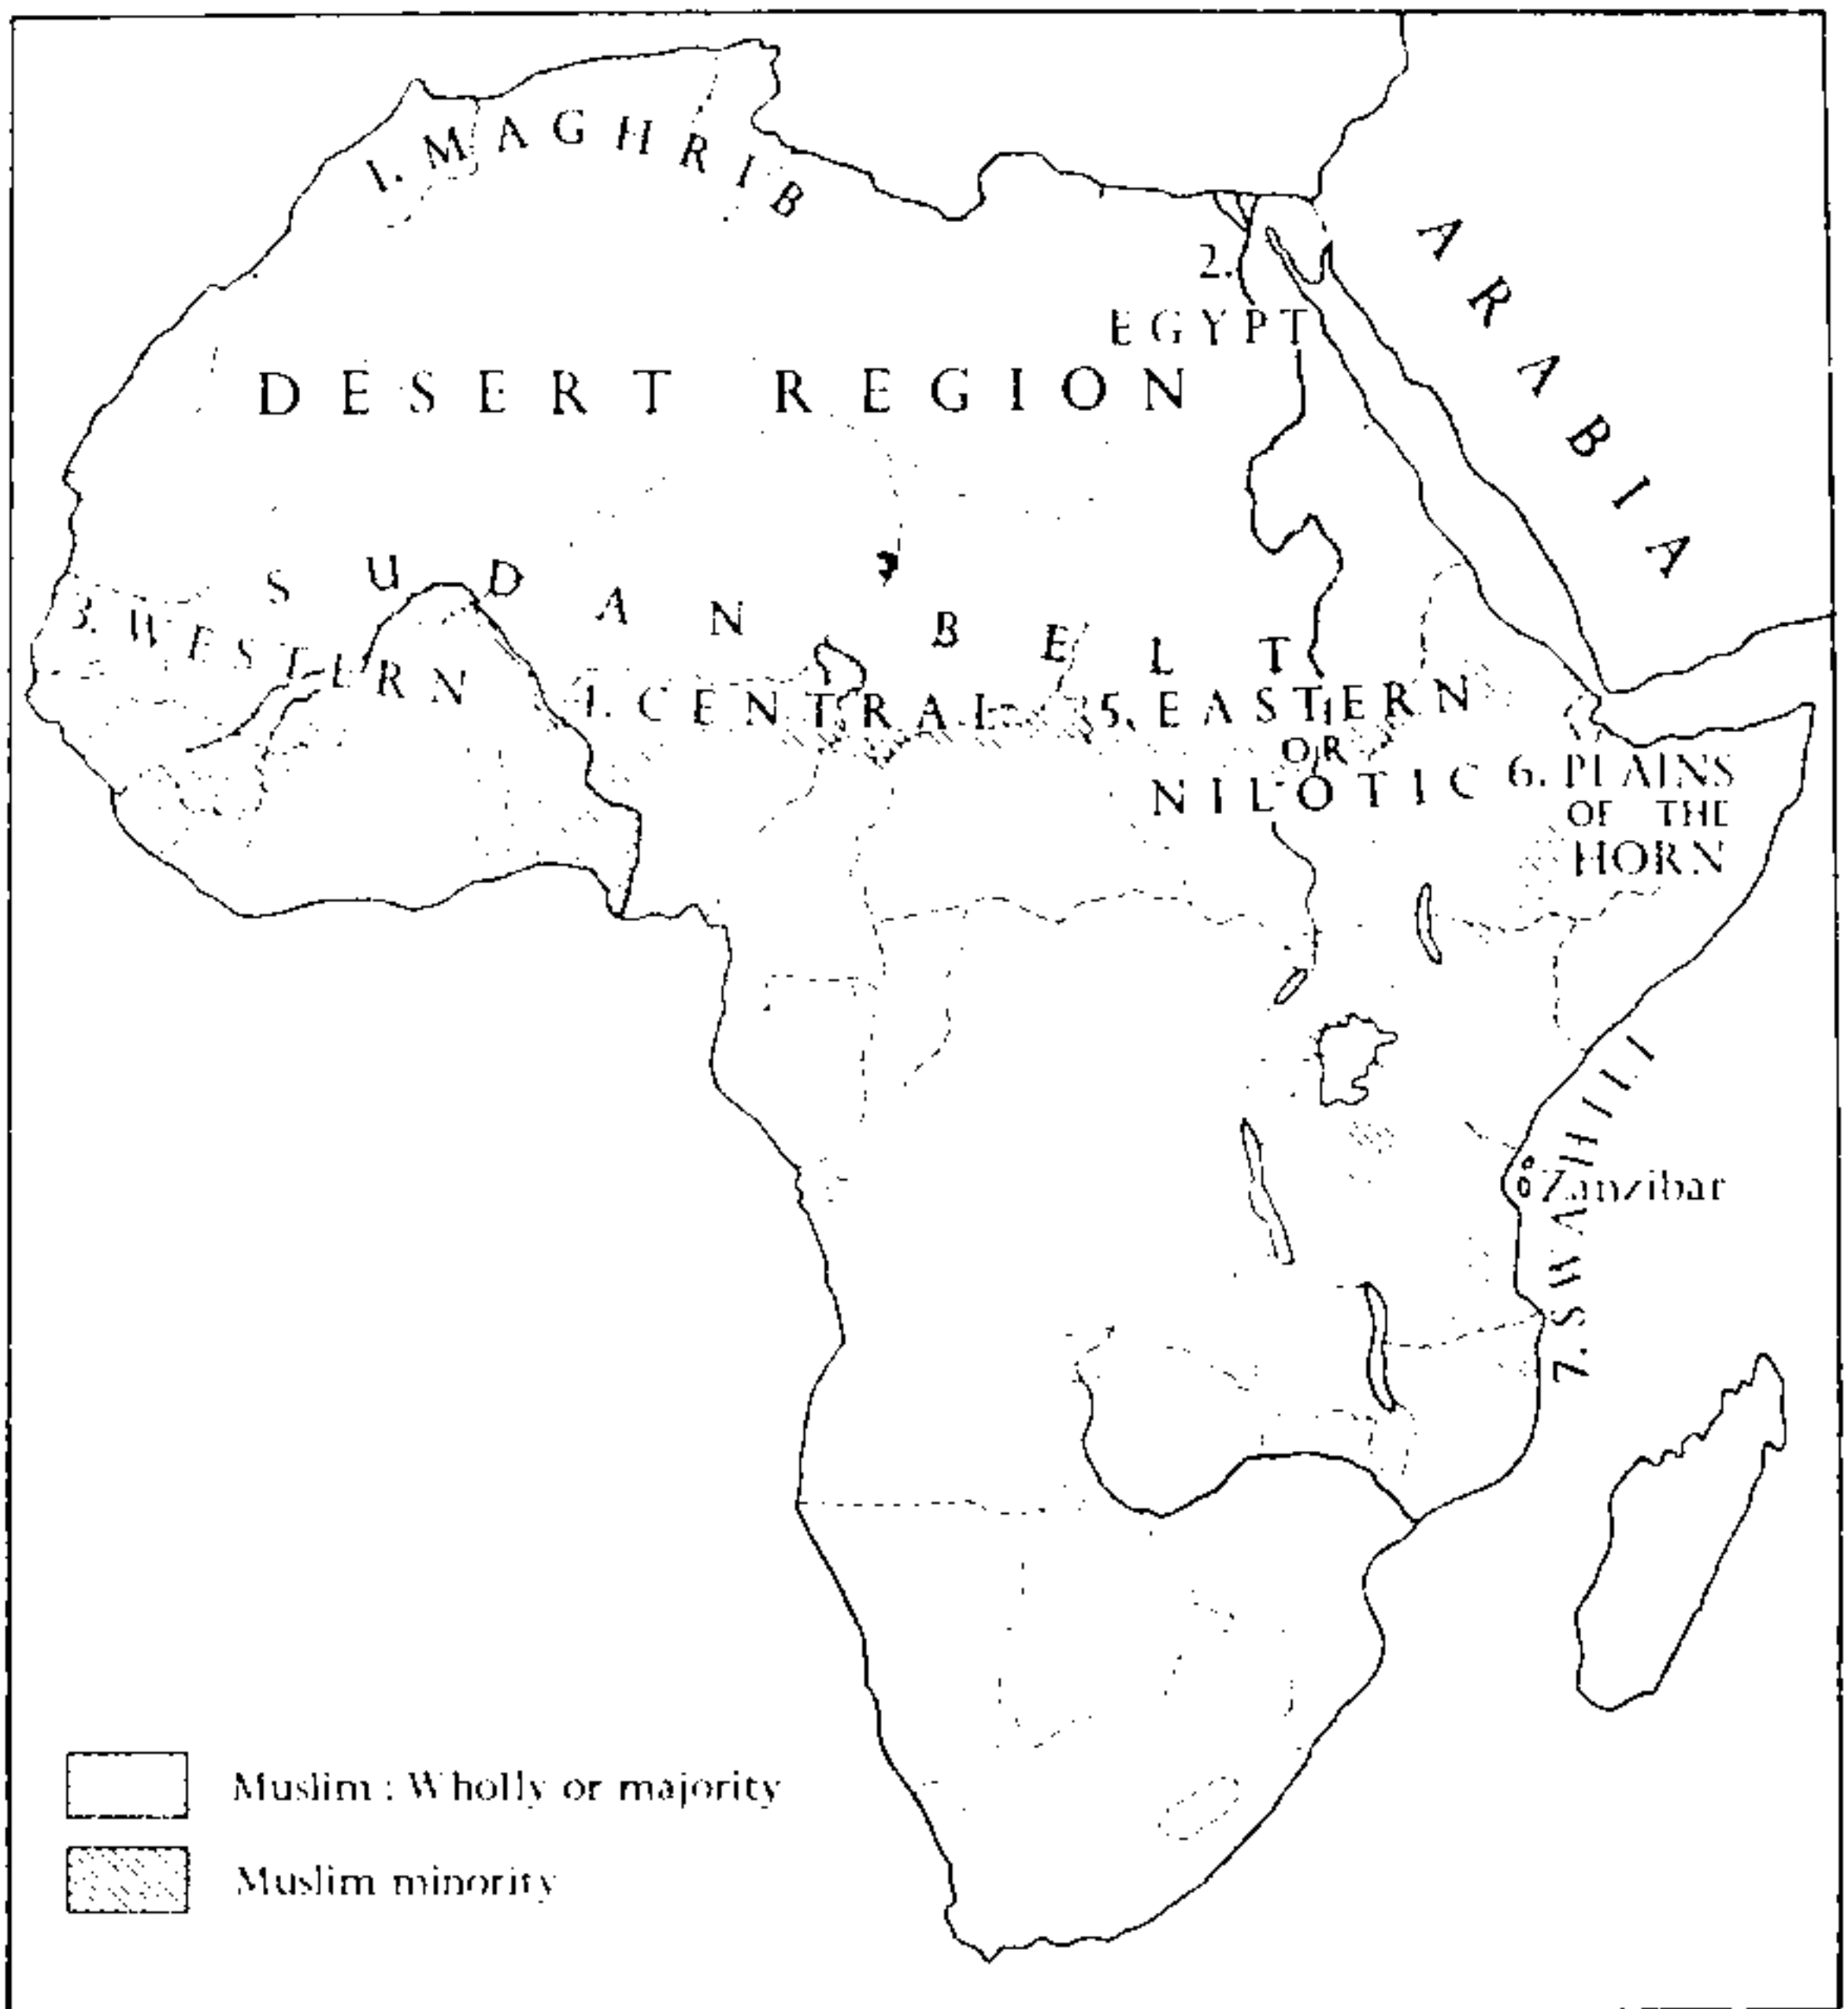 1. MAGHRIB
2.
EGYPT
ARABIA
DESERT REGION
SUDAN BELT
3. WESTERN
4. CENTRAL
5. EASTERN
OR
NILOTIC
6. PLAINS
OF THE
HORN
7. SWAHILI
Zanzibar
Muslim : Wholly or majority
Muslim minority